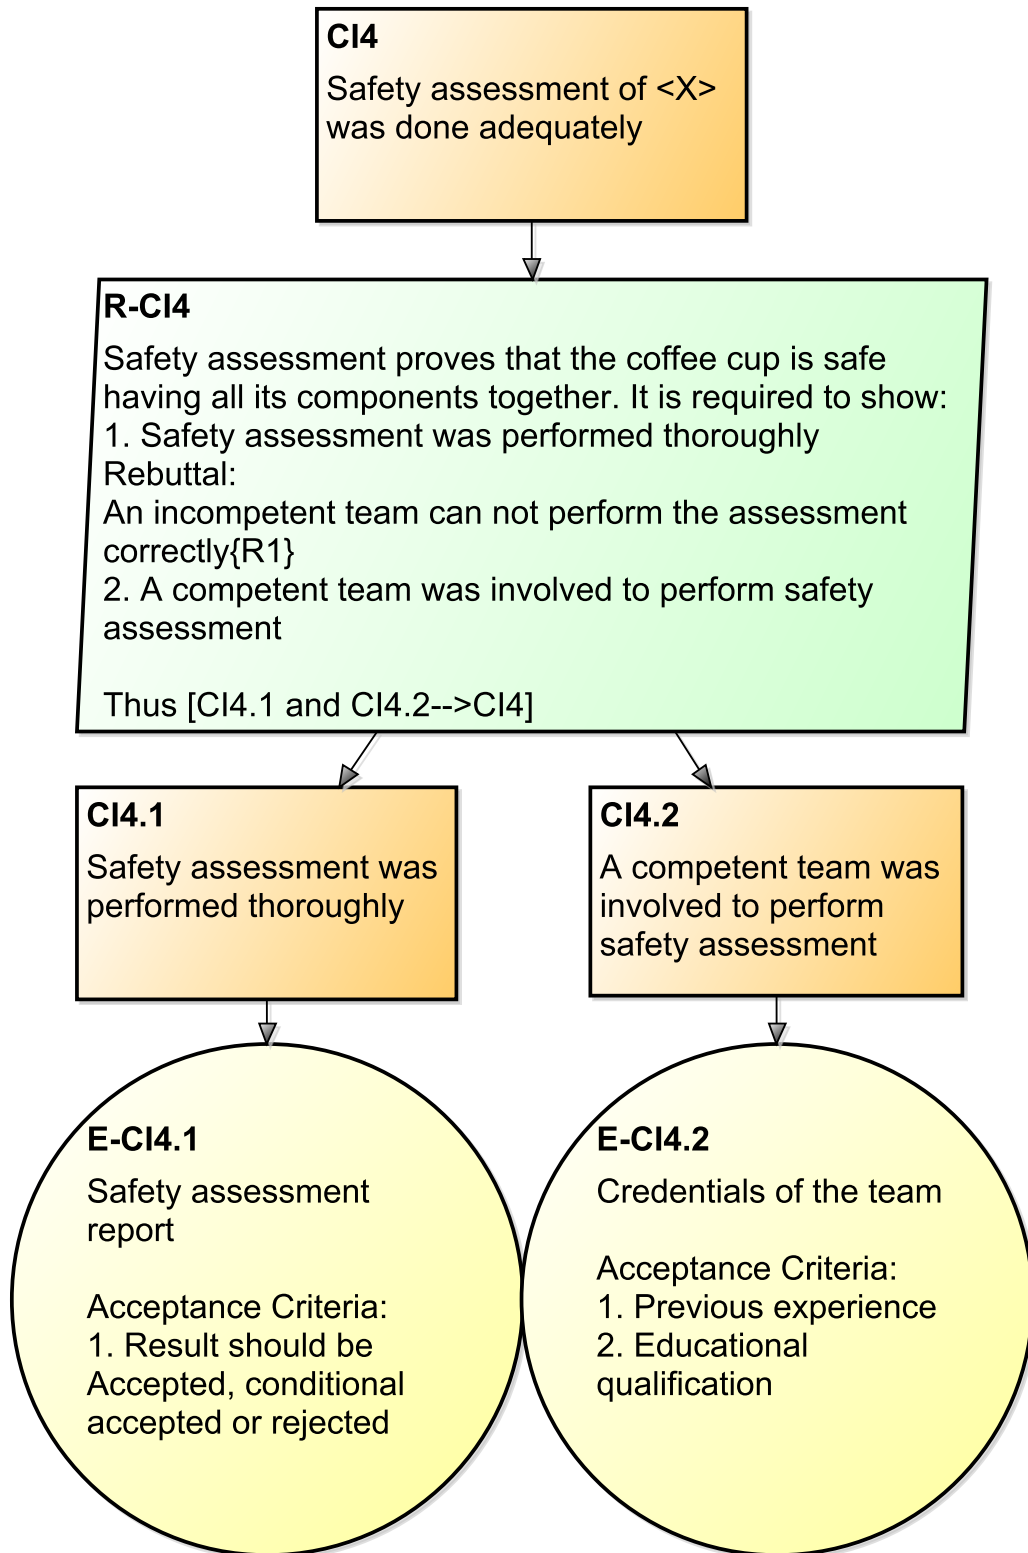 CI4
Safety assessment of <X>
was done adequately
R-CI4
Safety assessment proves that the coffee cup is safe
having all its components together. It is required to show:
1. Safety assessment was performed thoroughly
Rebuttal:
An incompetent team can not perform the assessment
correctly{R1}
2. A competent team was involved to perform safety
assessment
Thus [CI4.1 and CI4.2-->CI4]
CI4.1
Safety assessment was
performed thoroughly
CI4.2
A competent team was
involved to perform
safety assessment
E-CI4.1
Safety assessment
report
Acceptance Criteria:
1. Result should be
Accepted, conditional
accepted or rejected
E-CI4.2
Credentials of the team
Acceptance Criteria:
1. Previous experience
2. Educational
qualification